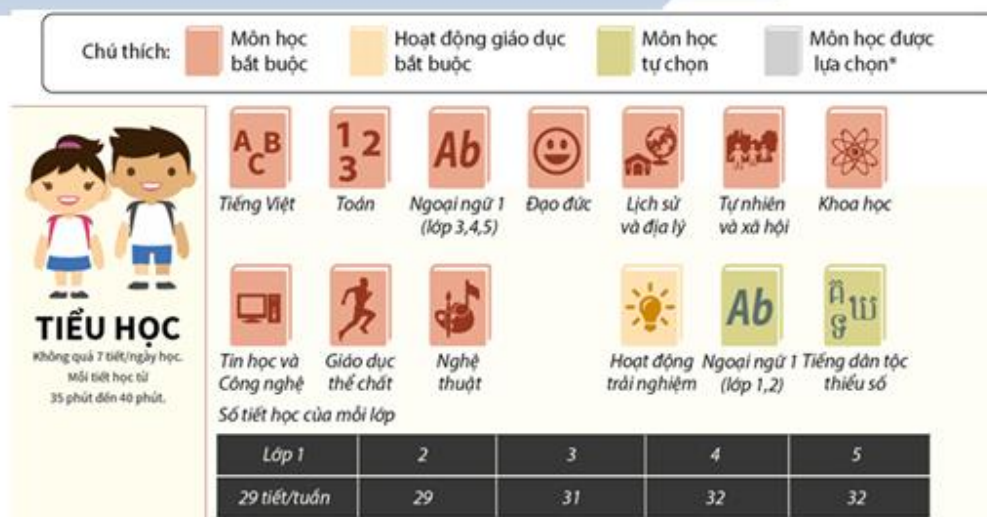 Chú thích:
Môn học
bắt buộc
Hoạt động giáo dục
bắt buộc
Môn học
tự chọn
Môn học được
lựa chọn*
A B
C
1 2
3
Ab
Tiếng Việt
Toán
Ngoại ngữ 1
(lớp 3,4,5)
Đạo đức
Lịch sử
và địa lý
Tự nhiên
và xã hội
Khoa học
TIỂU HỌC
Không quá 7 tiết/ngày học.
Mỗi tiết học từ
35 phút đến 40 phút.
Ab
Tin học và
Công nghệ
Giáo dục
thể chất
Nghệ
thuật
Hoạt động
trải nghiệm
Ngoại ngữ 1
(lớp 1,2)
Tiếng dân tộc
thiểu số
Số tiết học của mỗi lớp
Lớp 1 2 3 4 5
29 tiết/tuần 29 31 32 32